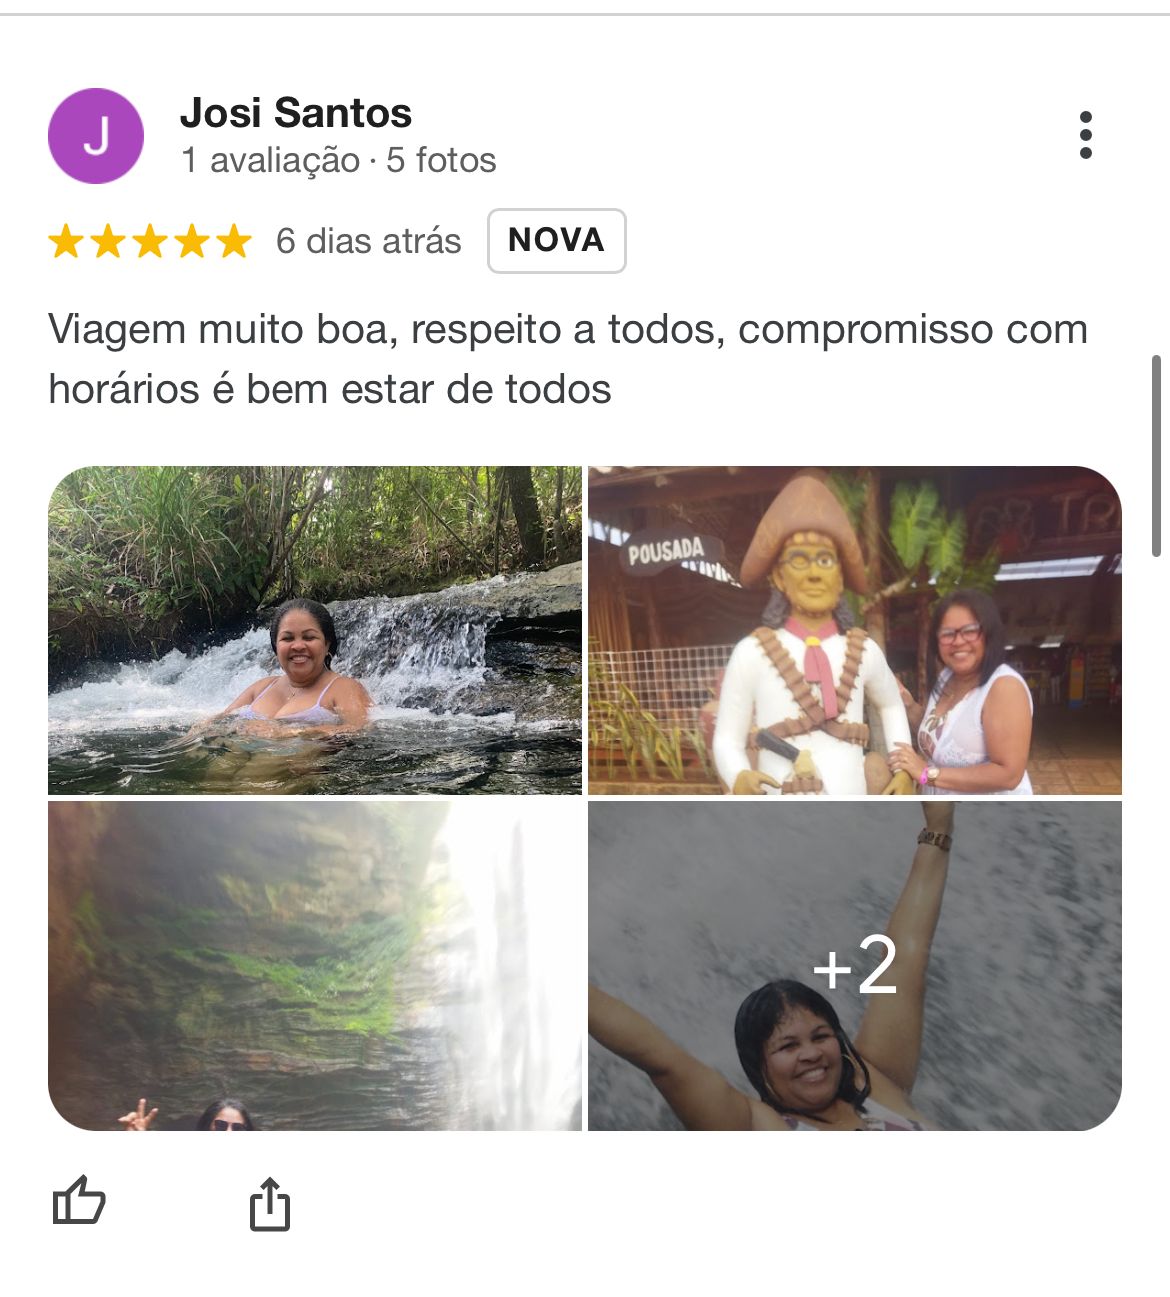 J
Josi Santos
1 avaliação · 5 fotos
6 dias atrás NOVA
Viagem muito boa, respeito a todos, compromisso com
horários é bem estar de todos
POUSADA
TR
+2